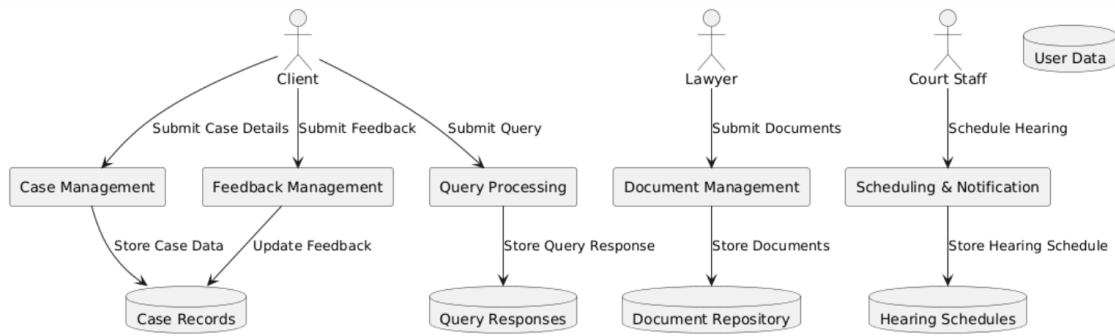 User Data
Client
Lawyer
Court Staff
Submit Case Details
Submit Feedback
Submit Query
Submit Documents
Schedule Hearing
Case Management
Feedback Management
Query Processing
Document Management
Scheduling & Notification
Store Case Data
Update Feedback
Store Query Response
Store Documents
Store Hearing Schedule
Case Records
Query Responses
Document Repository
Hearing Schedules